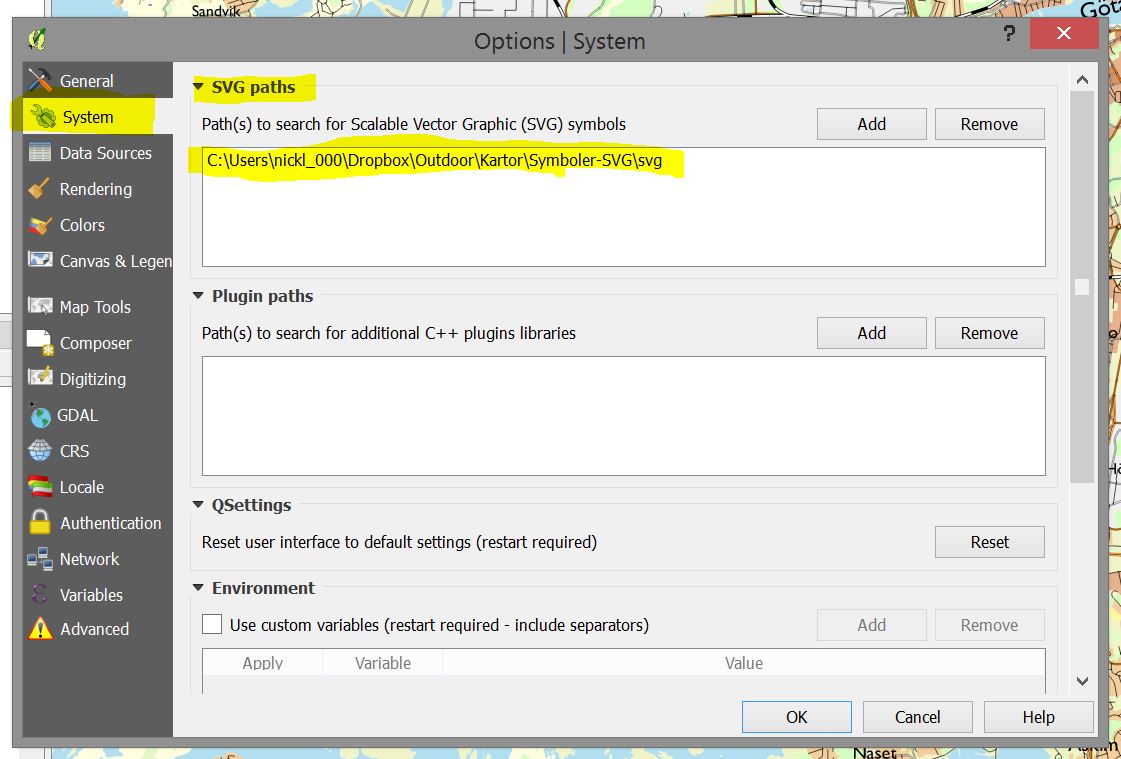 Sandvik
Göta
Options | System
?
General
System
Data Sources
Rendering
Colors
Canvas & Legen
Map Tools
Composer
Digitizing
GDAL
CRS
Locale
Authentication
Network
Variables
Advanced
SVG paths
Path(s) to search for Scalable Vector Graphic (SVG) symbols
Add
Remove
C:\Users\nickl_000\Dropbox\Outdoor\Kartor\Symboler-SVG\svg
Plugin paths
Path(s) to search for additional C++ plugins libraries
Add
Remove
QSettings
Reset user interface to default settings (restart required)
Reset
Environment
Use custom variables (restart required - include separators)
Add
Remove
Apply Variable Value
OK
Cancel
Help
Näset
Askim